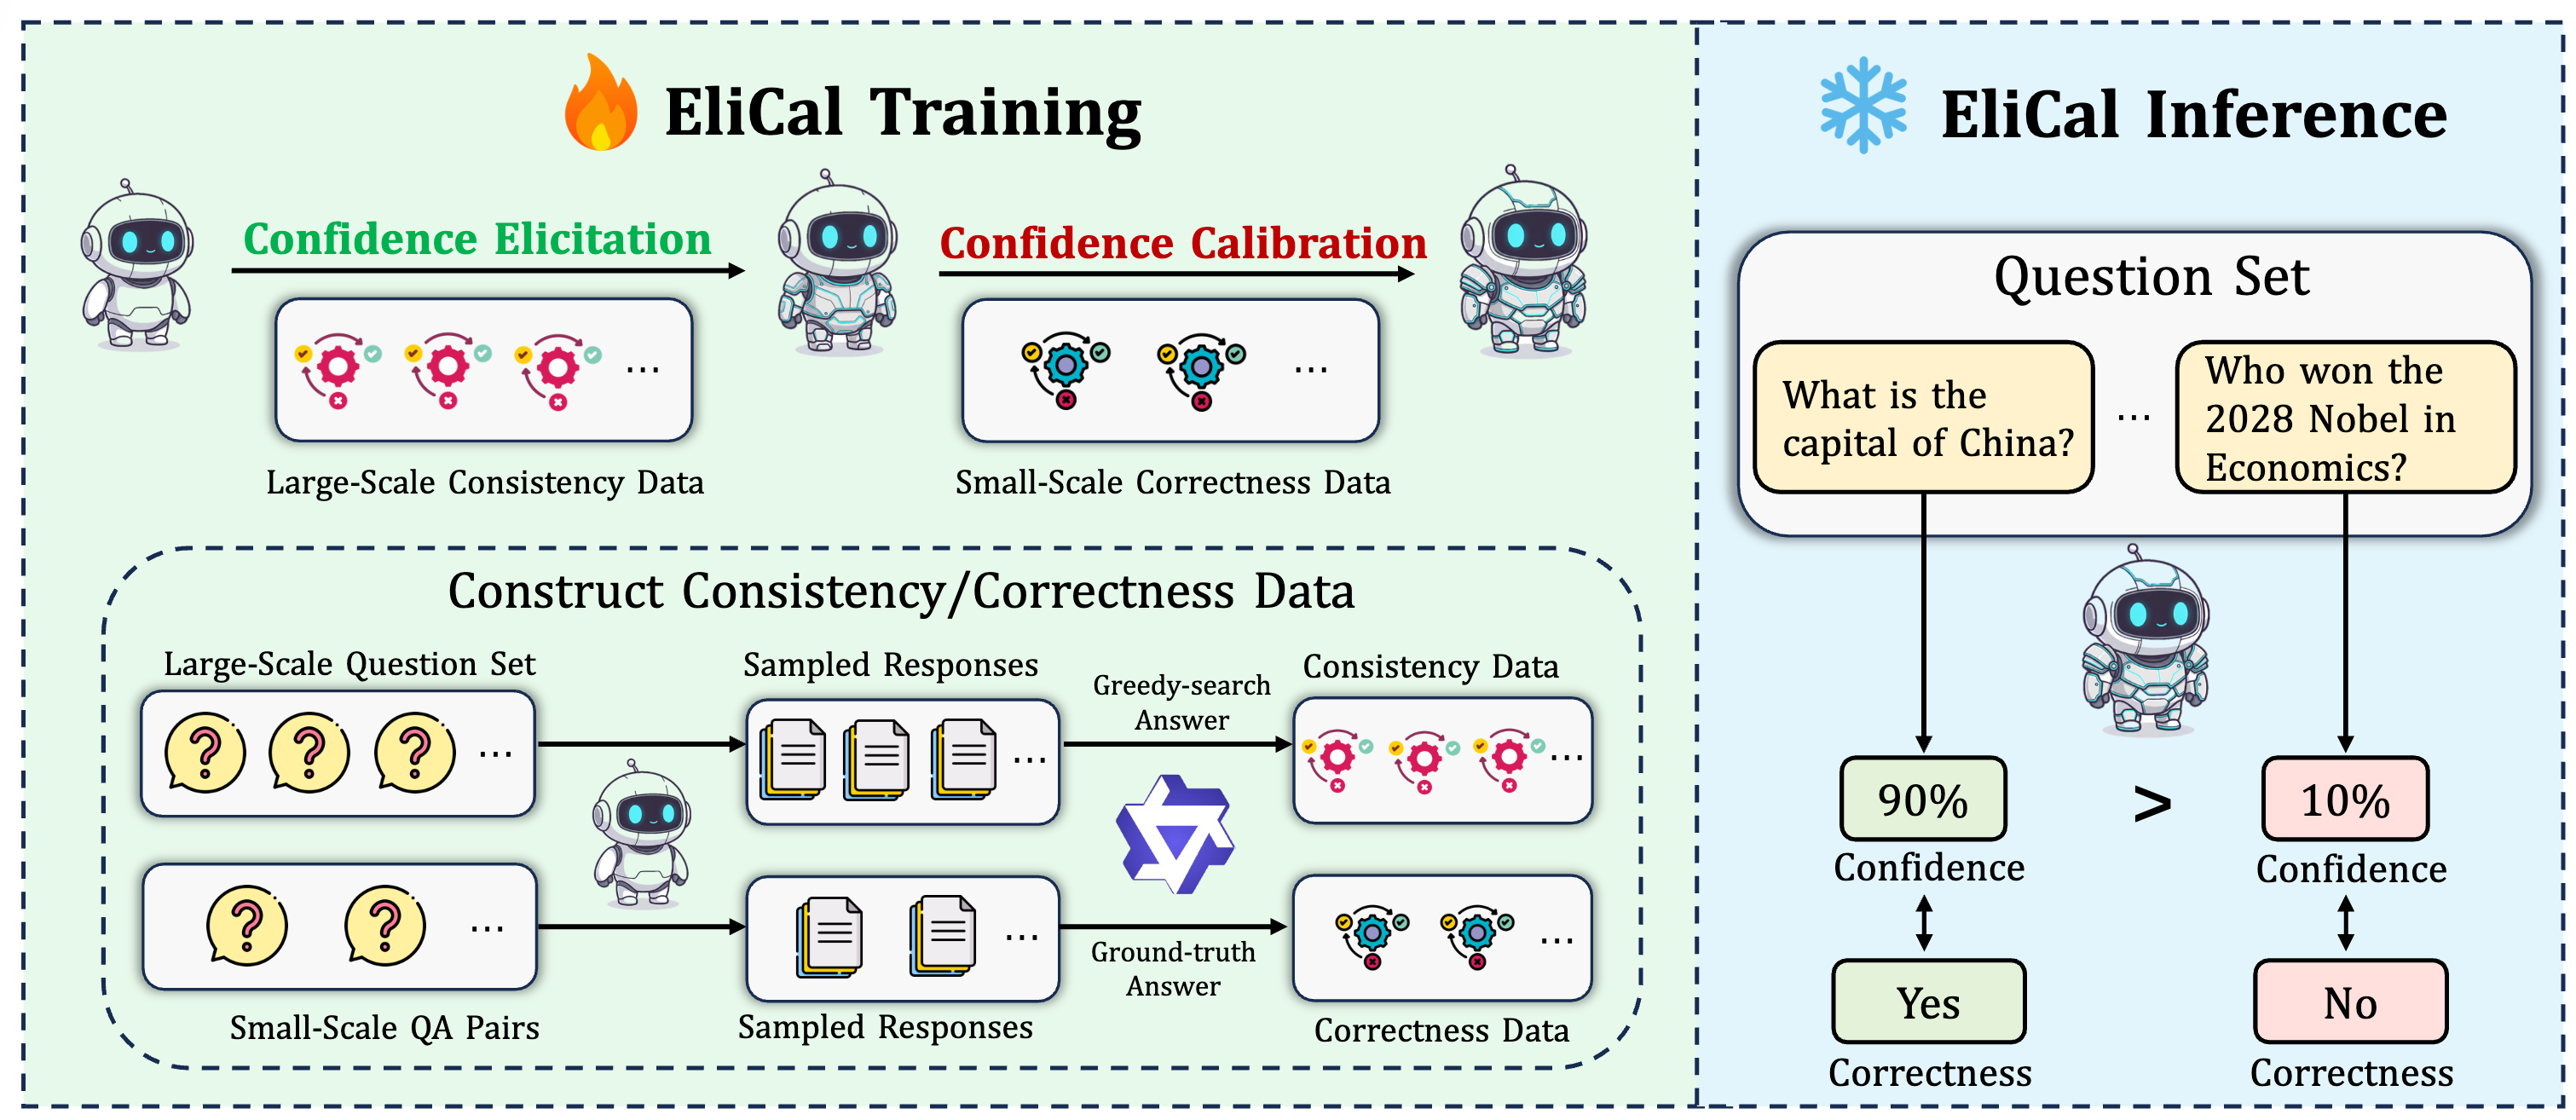 EliCal Training
Confidence Elicitation
Confidence Calibration
...
...
Large-Scale Consistency Data
Small-Scale Correctness Data
Construct Consistency/Correctness Data
Large-Scale Question Set
Sampled Responses
Greedy-search
Answer
Consistency Data
? ? ? ...
...
...
? ? ...
...
...
Ground-truth
Answer
Small-Scale QA Pairs
Sampled Responses
Correctness Data
EliCal Inference
Question Set
What is the
capital of China?
...
Who won the
2028 Nobel in
Economics?
90%
>
10%
Confidence
Confidence
Yes
No
Correctness
Correctness